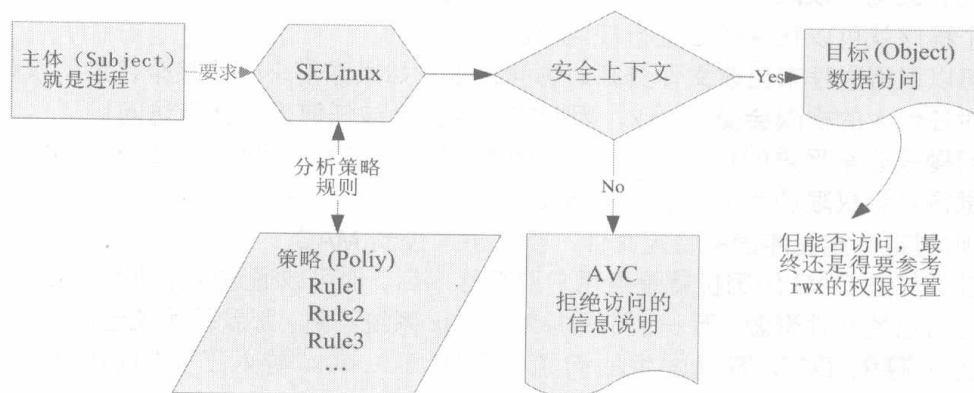 主体（Subject）
就是进程
要求
SELinux
安全上下文
Yes
目标(Object)
数据访问
分析策略
规则
No
策略(Poliy)
Rule1
Rule2
Rule3
…
AVC
拒绝访问的
信息说明
但能否访问，最
终还是得要参考
rwx的权限设置